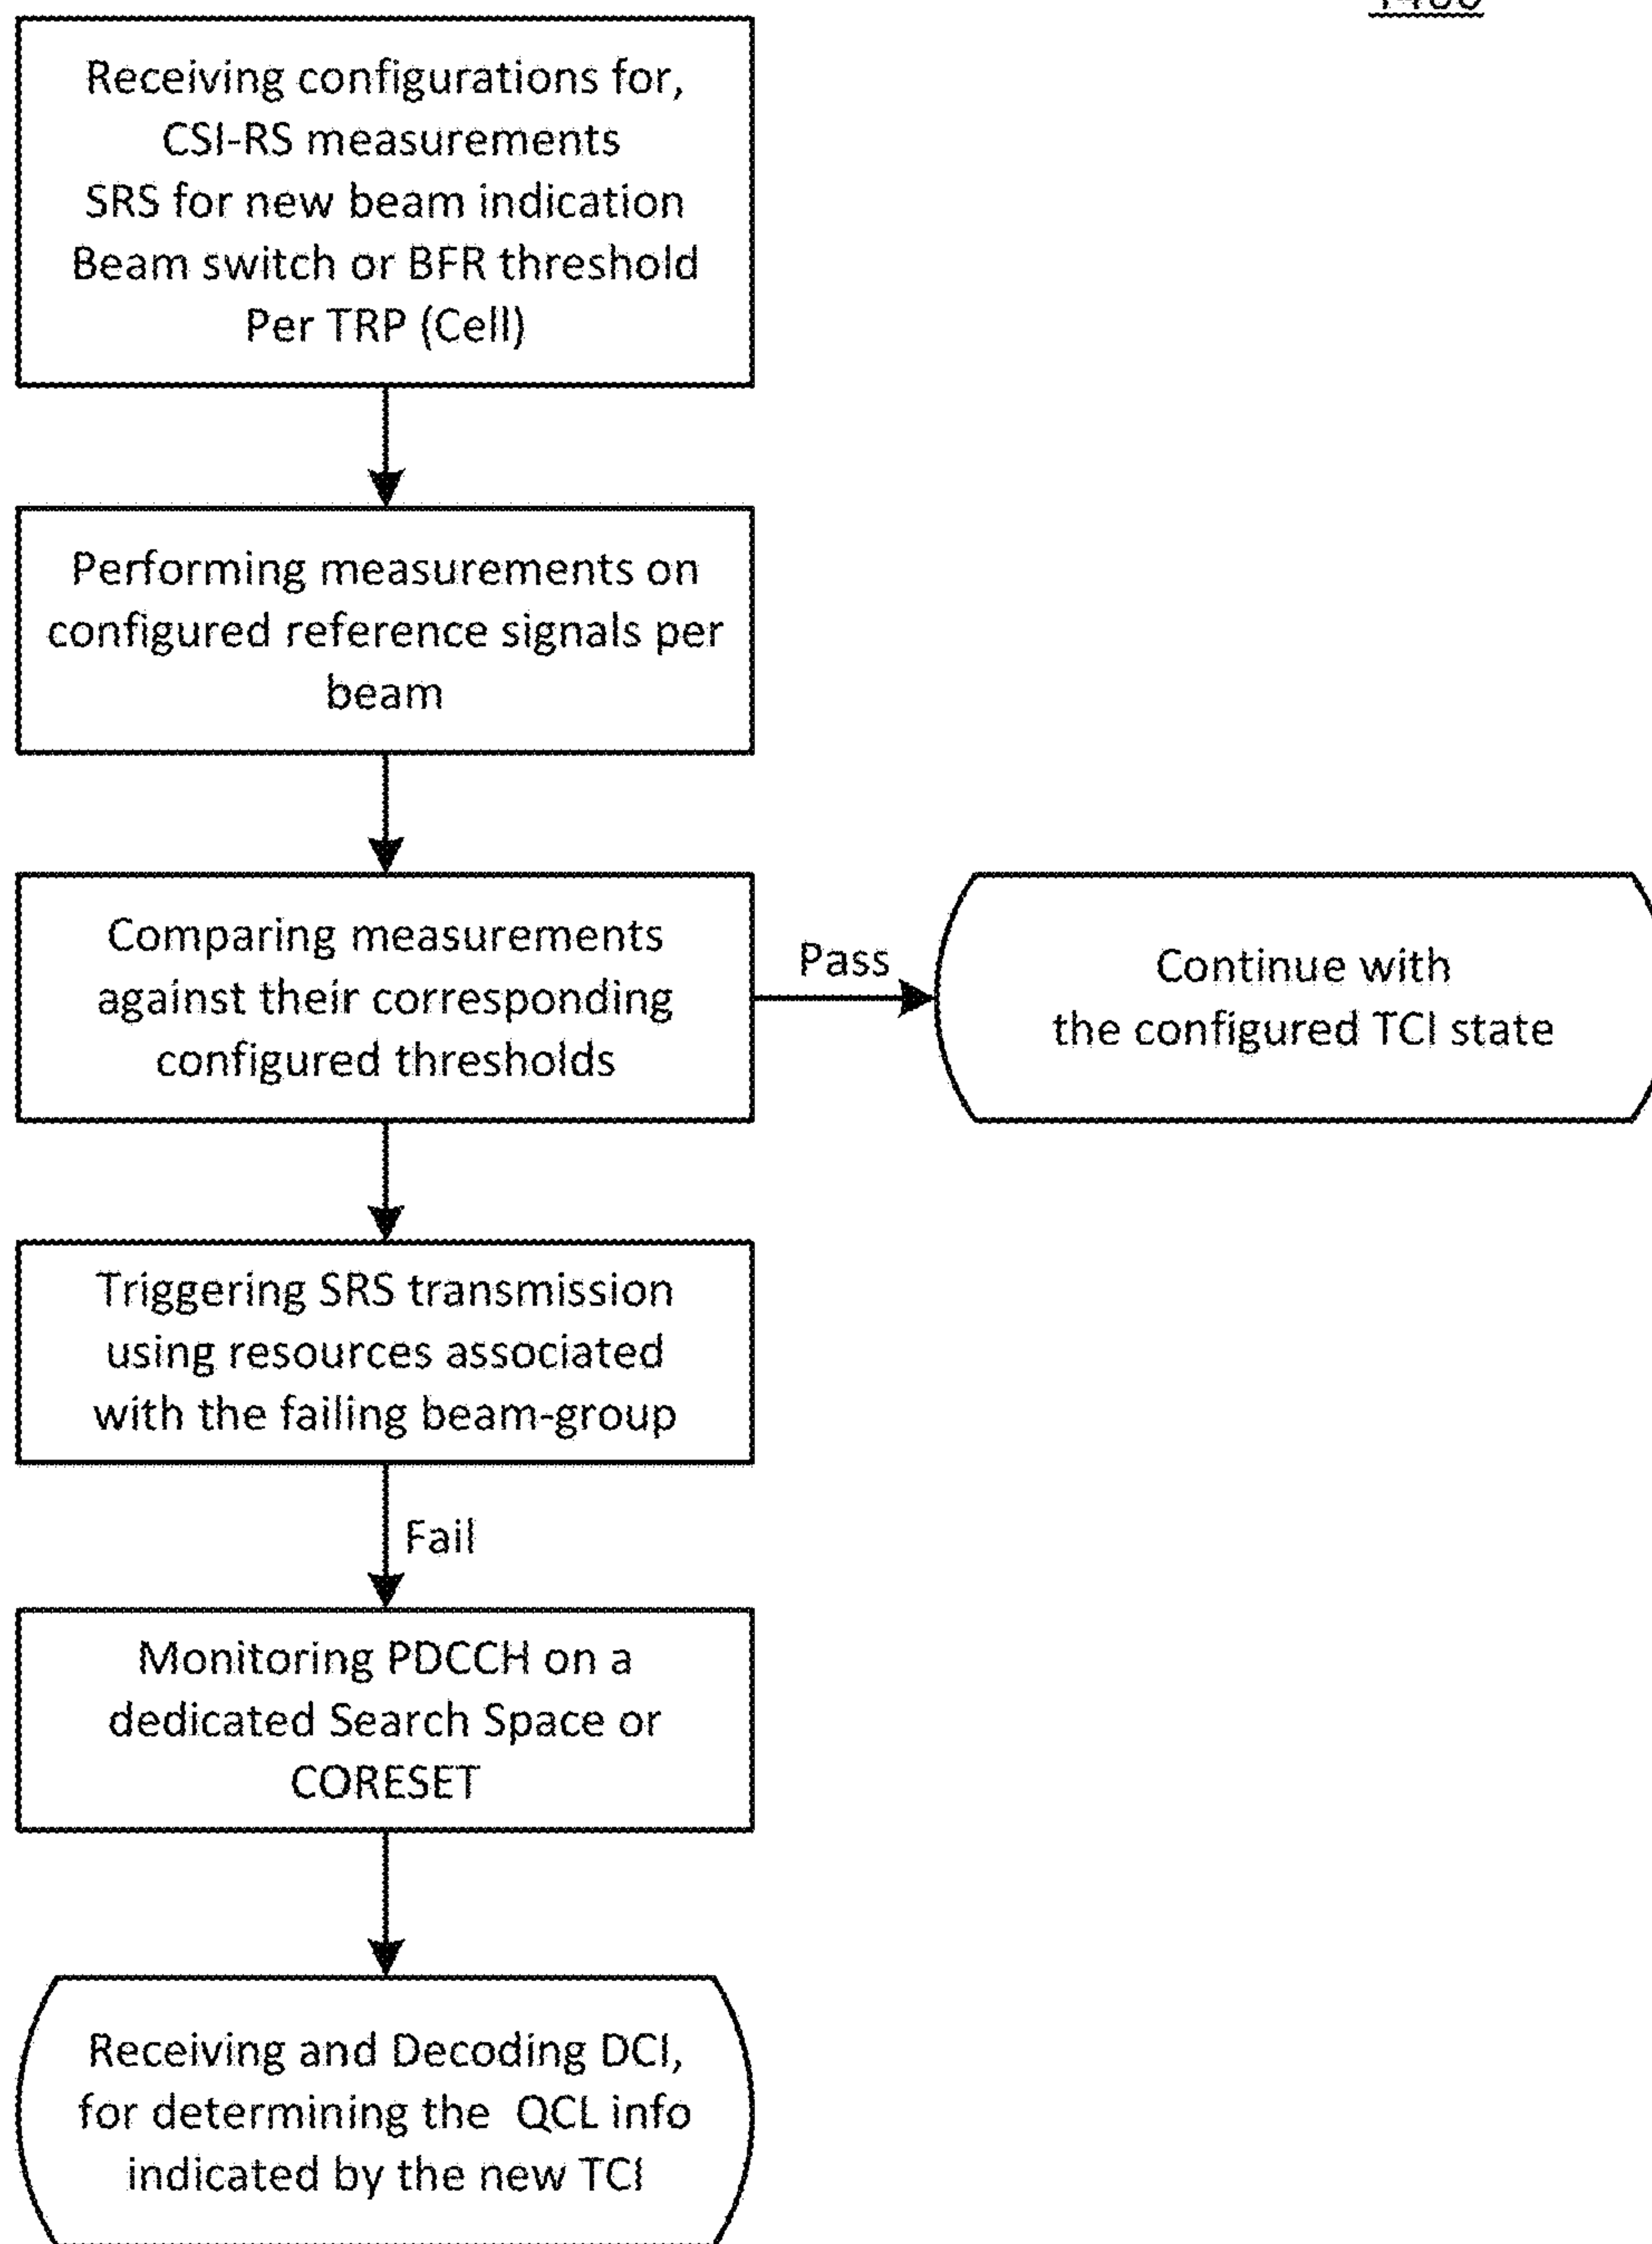 Receiving configurations for,
CSI-RS measurements
SRS for new beam indication
Beam switch or BFR threshold
Per TRP (Cell)
Performing measurements on
configured reference signals per
beam
Comparing measurements
against their corresponding
configured thresholds
Pass
Continue with
the configured TCI state
Triggering SRS transmission
using resources associated
with the failing beam-group
Fail
Monitoring PDCCH on a
dedicated Search Space or
CORESET
Receiving and Decoding DCI,
for determining the QCL info
indicated by the new TCI